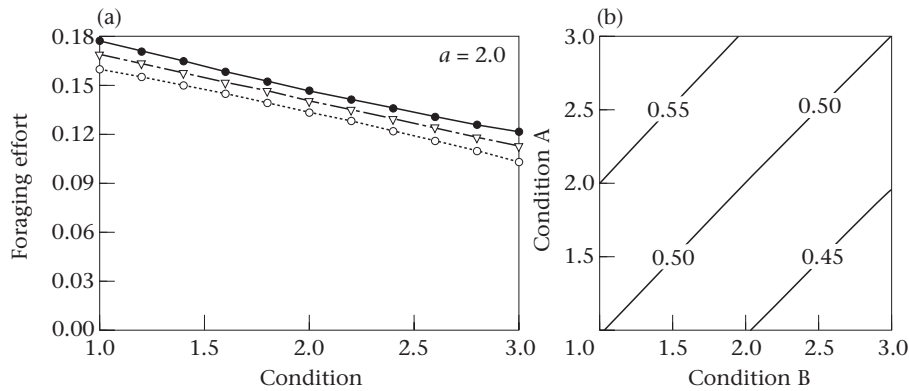 (a)
0.18
0.15
0.12
0.09
0.06
0.03
0.00
Foraging effort
a = 2.0
1.0 1.5 2.0 2.5 3.0
Condition
(b)
3.0
2.5
2.0
1.5
1.0
Condition A
0.55
0.50
0.50
0.45
1.5 2.0 2.5 3.0
Condition B